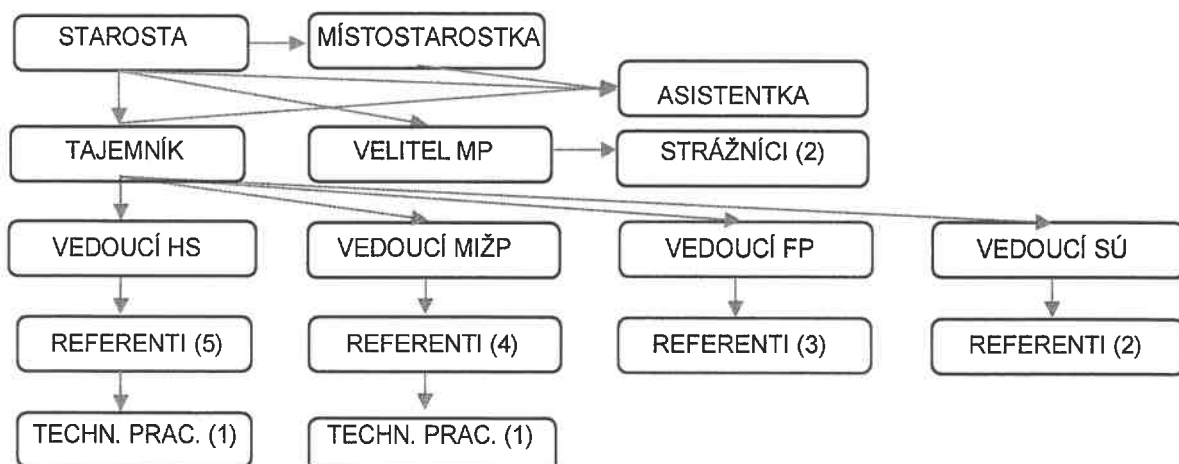 STAROSTA
MÍSTOSTAROSTKA
ASISTENTKA
TAJEMNÍK
VELITEL MP
STRÁŽNÍCI (2)
VEDOUCÍ HS
VEDOUCÍ MIŽP
VEDOUCÍ FP
VEDOUCÍ SÚ
REFERENTI (5)
REFERENTI (4)
REFERENTI (3)
REFERENTI (2)
TECHN. PRAC. (1)
TECHN. PRAC. (1)